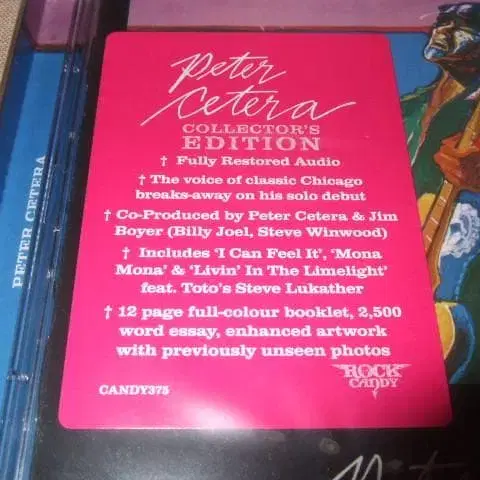 Peter
Cetera
COLLECTOR'S
EDITION
† Fully Restored Audio
† The voice of classic Chicago
breaks-away on his solo debut
† Co-Produced by Peter Cetera & Jim
Boyer (Billy Joel, Steve Winwood)
† Includes 'I Can Feel It', 'Mona
Mona' & 'Livin' In The Limelight'
feat. Toto's Steve Lukather
† 12 page full-colour booklet, 2,500
word essay, enhanced artwork
with previously unseen photos
ROCK
CANDY
CANDY375
PETER CETERA